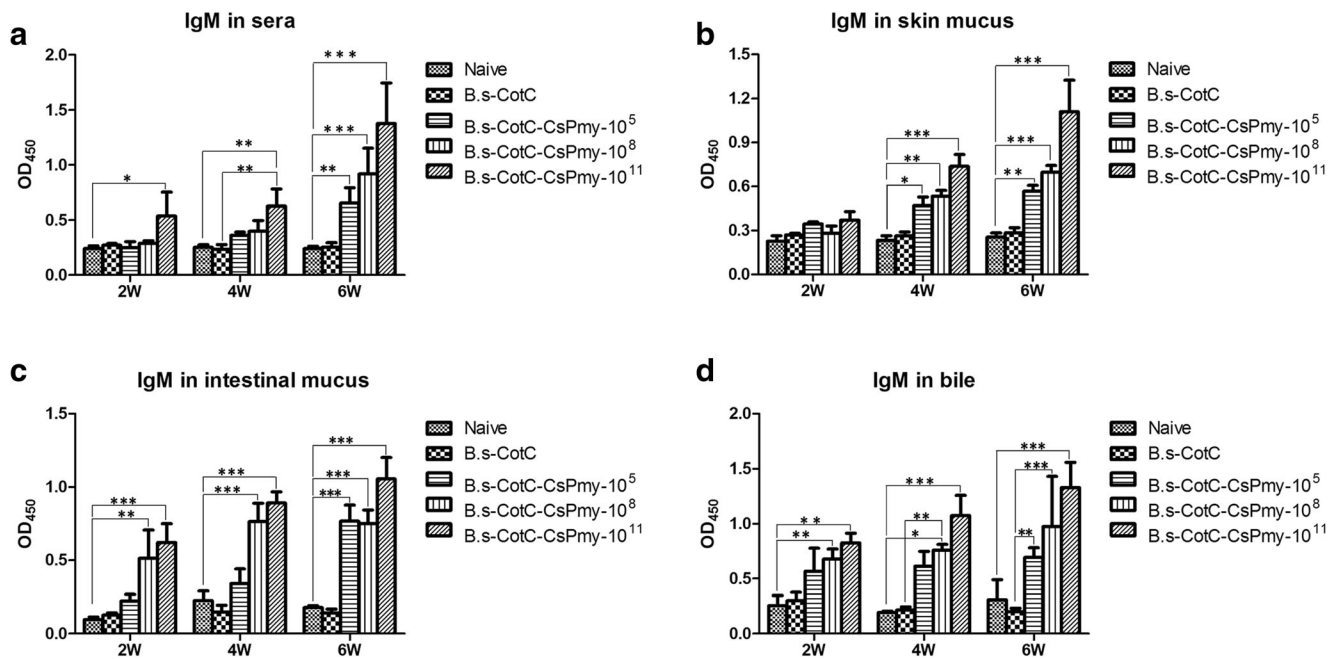 a
IgM in sera
2.0
1.5
1.0
0.5
0.0
OD450
2W
4W
6W
*
**
**
**
***
***
Naive
B.s-CotC
B.s-CotC-CsPmy-10^5
B.s-CotC-CsPmy-10^8
B.s-CotC-CsPmy-10^11
b
IgM in skin mucus
1.5
1.2
0.9
0.6
0.3
0.0
OD450
2W
4W
6W
*
**
***
**
***
***
Naive
B.s-CotC
B.s-CotC-CsPmy-10^5
B.s-CotC-CsPmy-10^8
B.s-CotC-CsPmy-10^11
c
IgM in intestinal mucus
1.5
1.0
0.5
0.0
OD450
2W
4W
6W
**
***
***
***
***
***
***
Naive
B.s-CotC
B.s-CotC-CsPmy-10^5
B.s-CotC-CsPmy-10^8
B.s-CotC-CsPmy-10^11
d
IgM in bile
2.0
1.5
1.0
0.5
0.0
OD450
2W
4W
6W
**
**
*
**
***
**
***
***
Naive
B.s-CotC
B.s-CotC-CsPmy-10^5
B.s-CotC-CsPmy-10^8
B.s-CotC-CsPmy-10^11